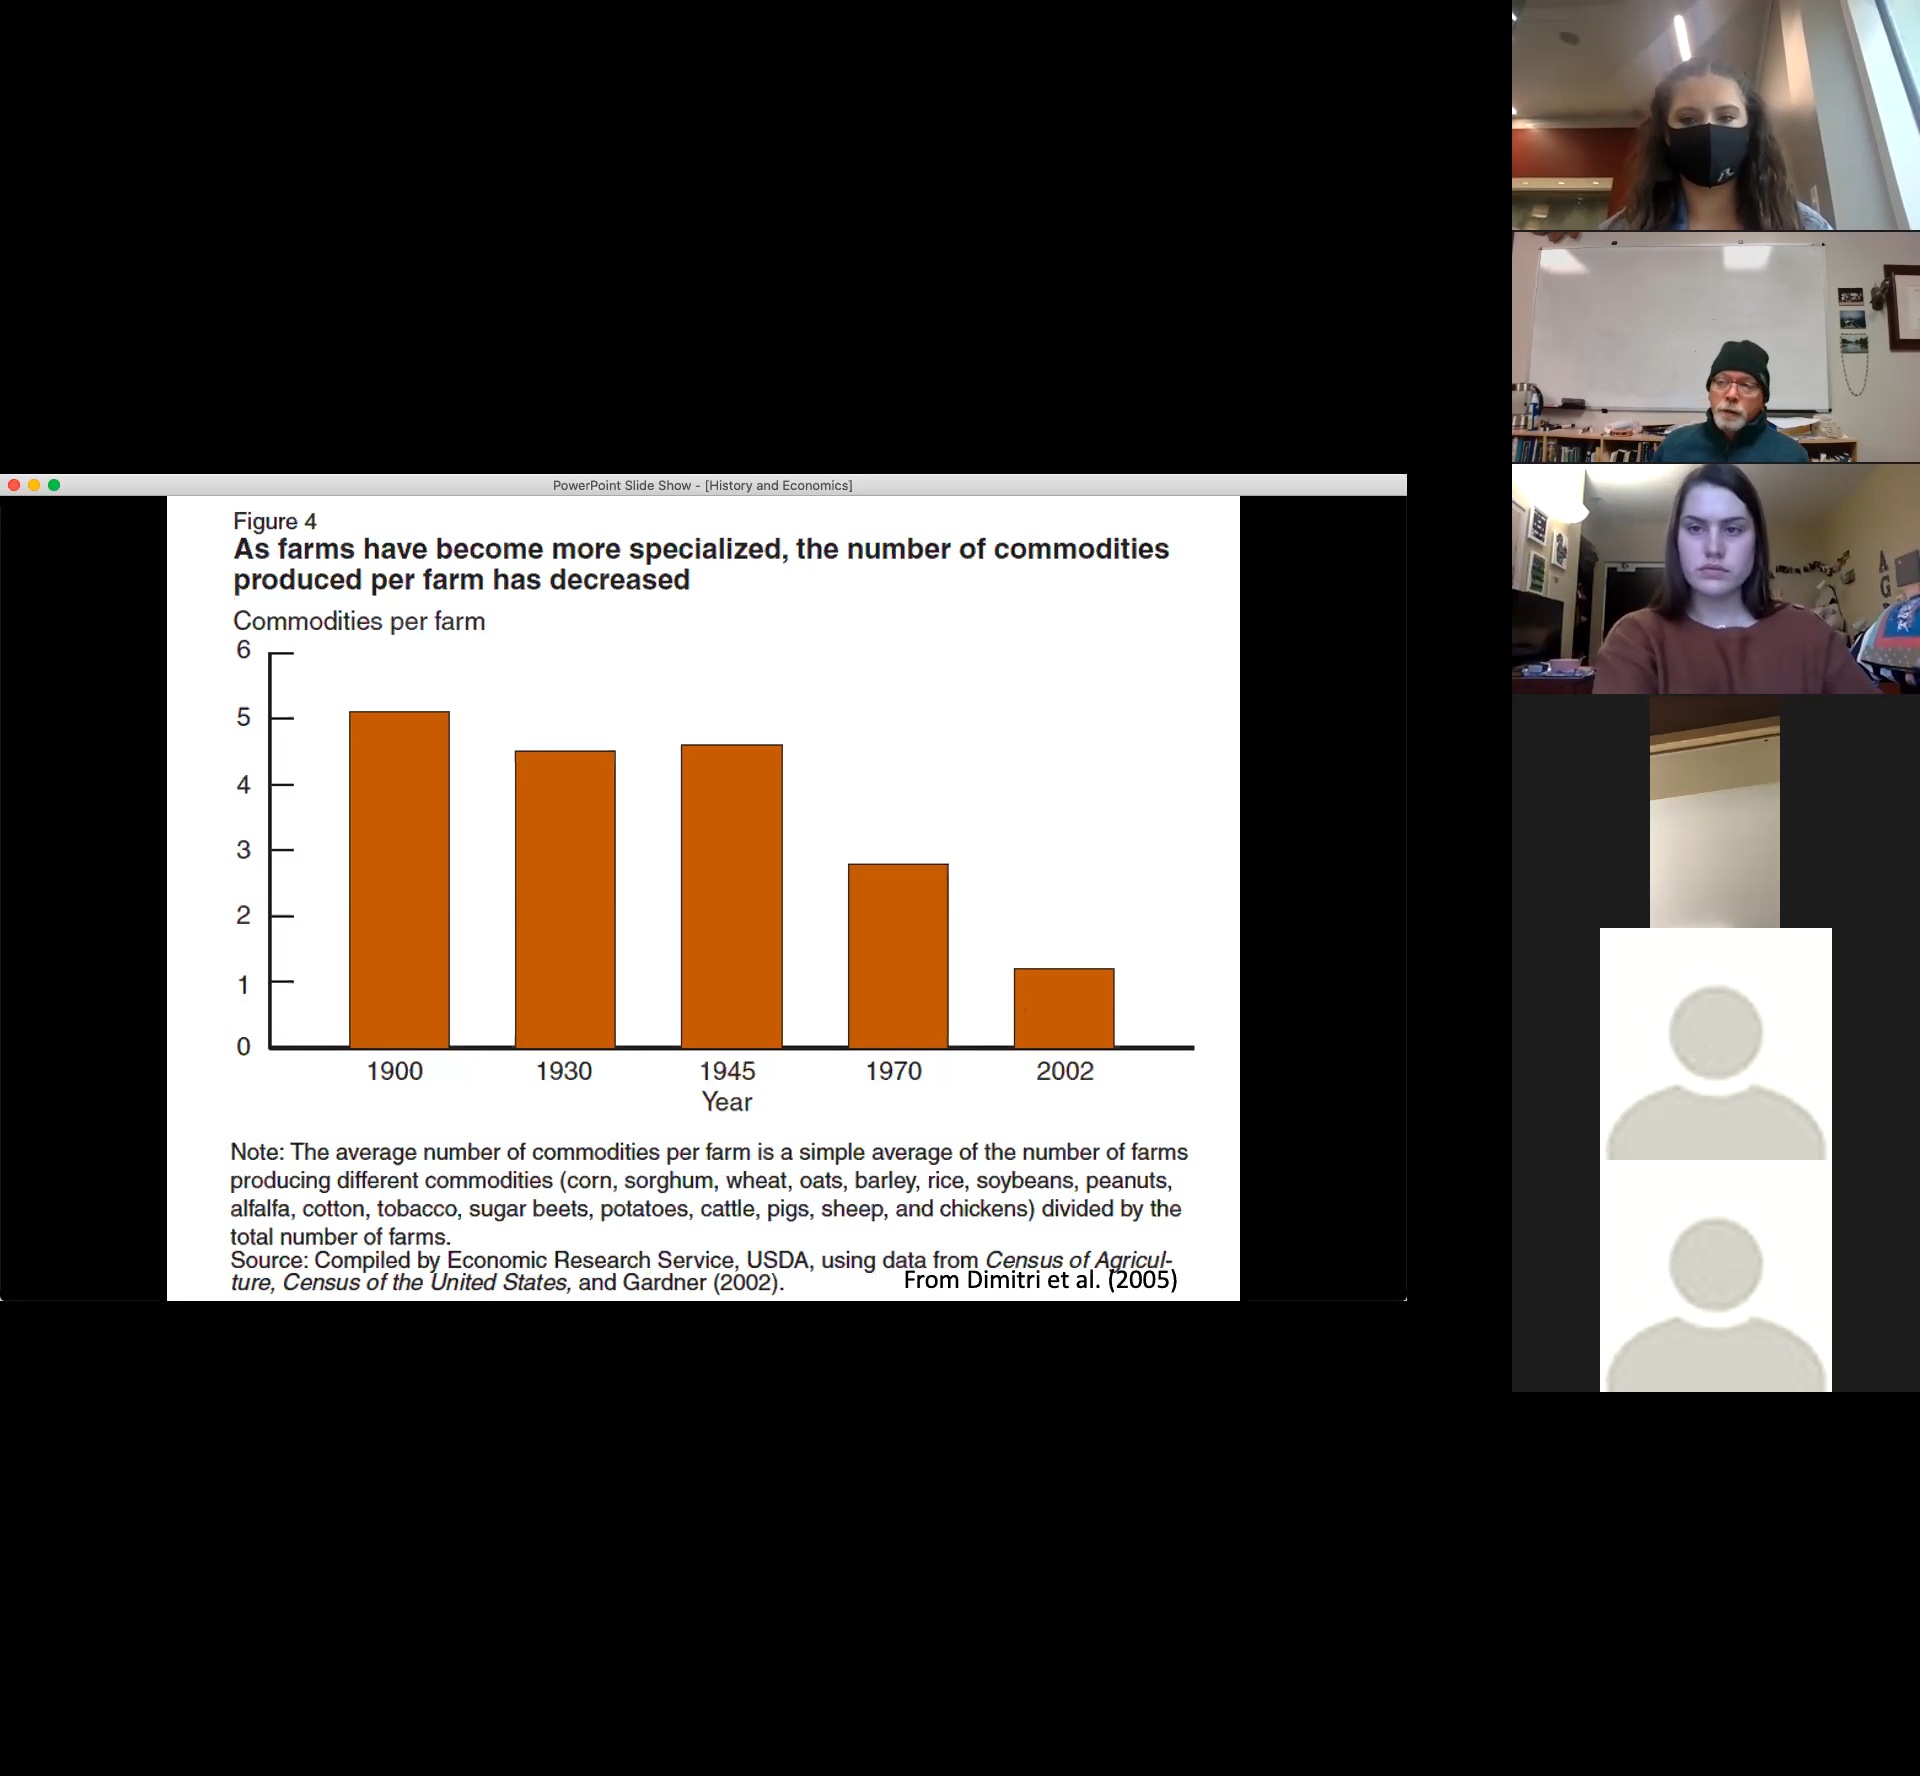 PowerPoint Slide Show - [History and Economics]
Figure 4
As farms have become more specialized, the number of commodities
produced per farm has decreased
Commodities per farm
6
5
4
3
2
1
0
1900 1930 1945 1970 2002
Year
Note: The average number of commodities per farm is a simple average of the number of farms
producing different commodities (corn, sorghum, wheat, oats, barley, rice, soybeans, peanuts,
alfalfa, cotton, tobacco, sugar beets, potatoes, cattle, pigs, sheep, and chickens) divided by the
total number of farms.
Source: Compiled by Economic Research Service, USDA, using data from Census of Agricul-
ture, Census of the United States, and Gardner (2002).
From Dimitri et al. (2005)
A
G